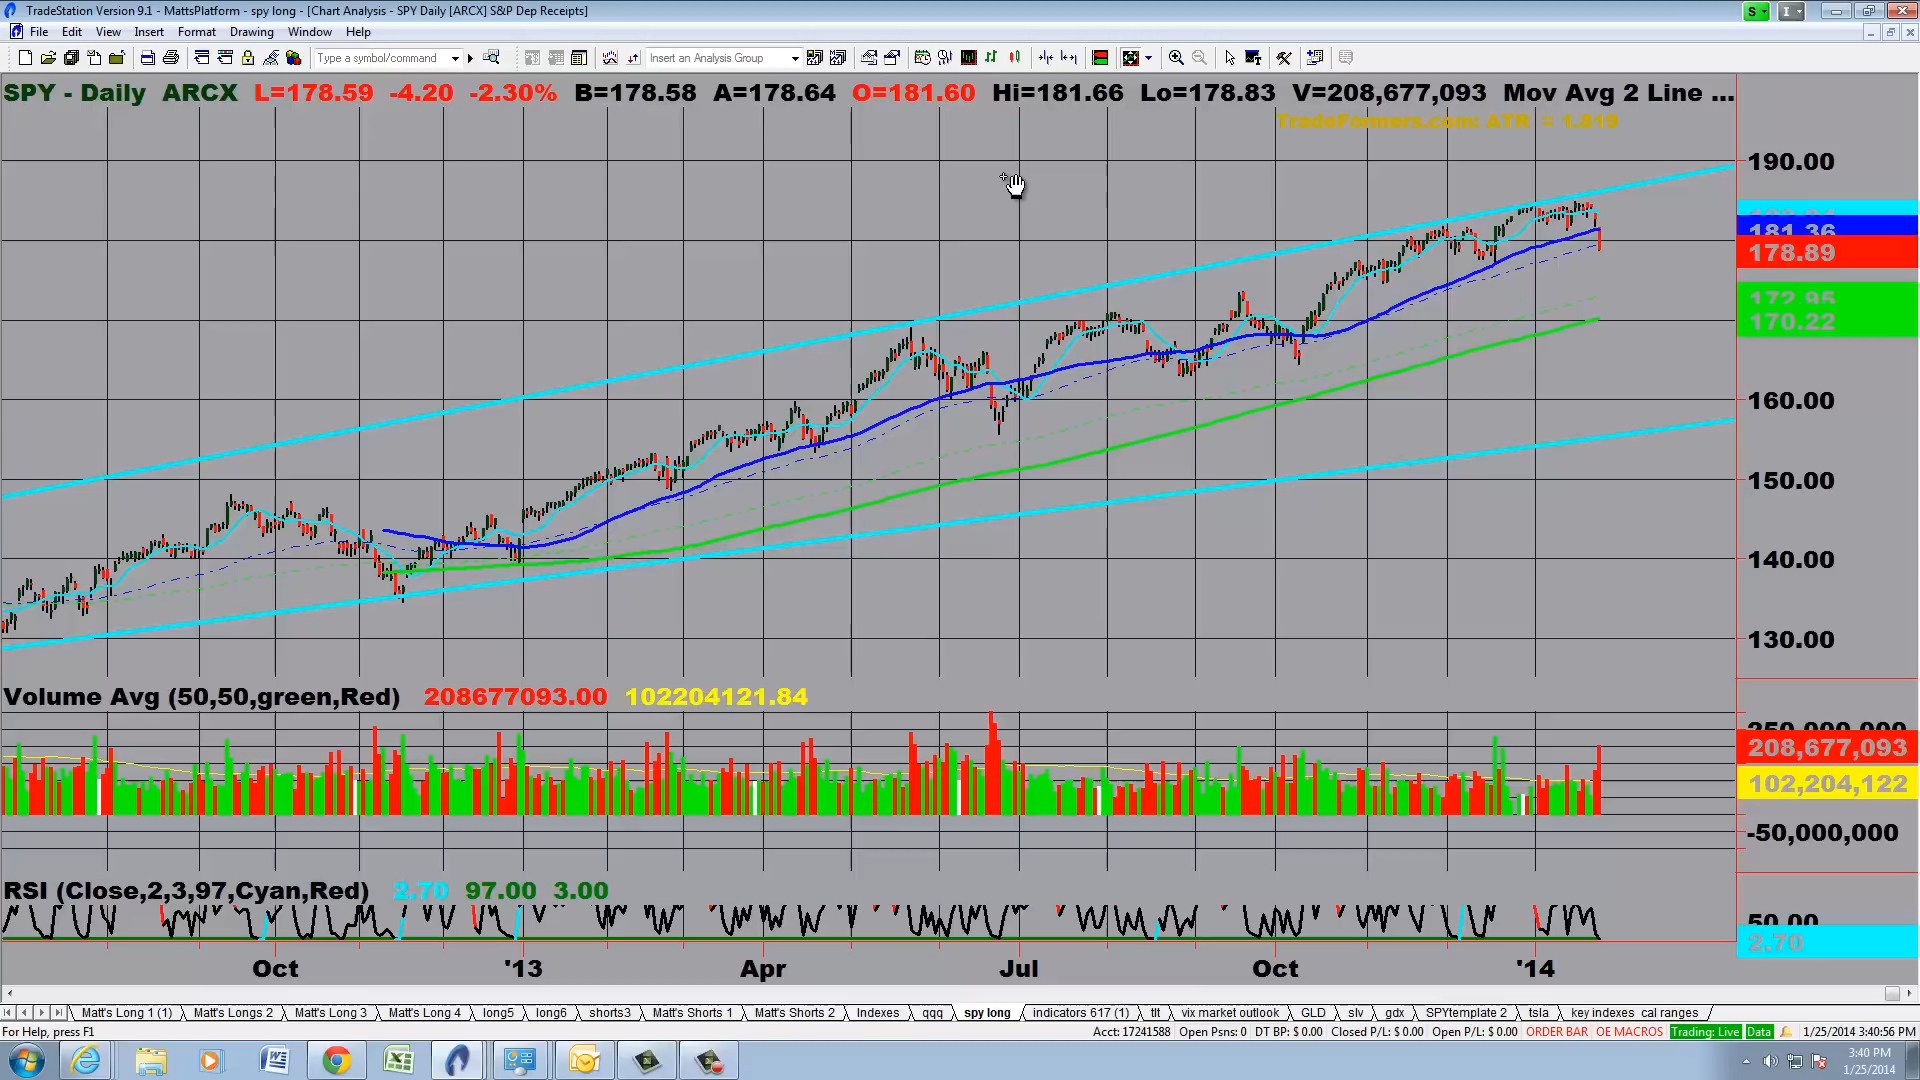 TradeStation Version 9.1 - MattsPlatform - spy long - [Chart Analysis - SPY Daily [ARCX] S&P Dep Receipts]
S
I
File Edit View Insert Format Drawing Window Help
Type a symbol/command
Insert an Analysis Group
SPY - Daily ARCX L=178.59 -4.20 -2.30% B=178.58 A=178.64 O=181.60 Hi=181.66 Lo=178.83 V=208,677,093 Mov Avg 2 Line ...
TradeFormers.com: ATR = 1.819
190.00
181.36
178.89
172.95
170.22
160.00
150.00
140.00
130.00
Volume Avg (50,50,green,Red) 208677093.00 102204121.84
250,000,000
208,677,093
102,204,122
-50,000,000
RSI (Close,2,3,97,Cyan,Red) 2.70 97.00 3.00
50.00
2.70
Oct '13 Apr Jul Oct '14
Matt's Long 1 (1) Matt's Longs 2 Matt's Long 3 Matt's Long 4 long5 long6 shorts3 Matt's Shorts 1 Matt's Shorts 2 Indexes qqq spy long indicators 617 (1) tlt vix market outlook GLD slv gdx SPYtemplate 2 tsla key indexes cal ranges
For Help, press F1
Acct: 17241588 Open Psns: 0 DT BP: $ 0.00 Closed P/L: $ 0.00 Open P/L: $ 0.00 ORDER BAR OE MACROS Trading: Live Data 1/25/2014 3:40:56 PM
3:40 PM
1/25/2014